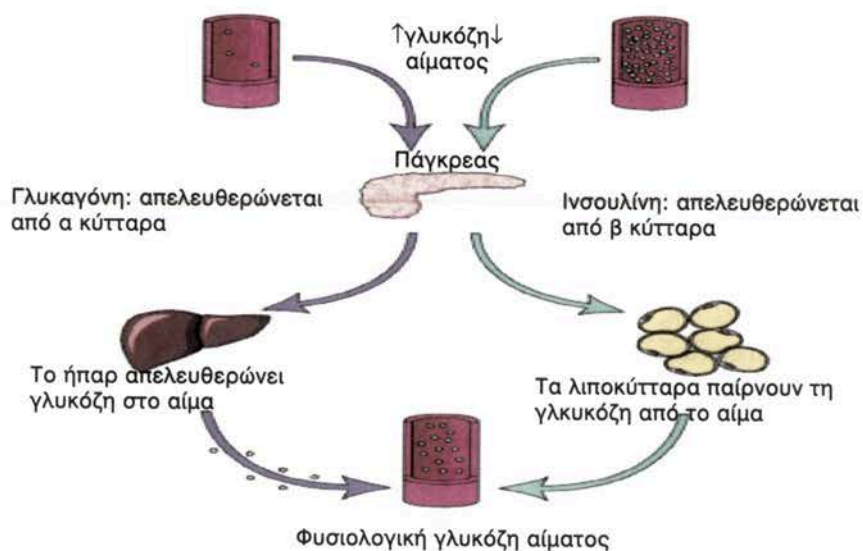 ↑γλυκόζη↓
αίματος
Πάγκρεας
Γλυκαγόνη: απελευθερώνεται
από α κύτταρα
Ινσουλίνη: απελευθερώνεται
από β κύτταρα
Το ήπαρ απελευθερώνει
γλυκόζη στο αίμα
Τα λιποκύτταρα παίρνουν τη
γλκυκόζη από το αίμα
Φυσιολογική γλυκόζη αίματος